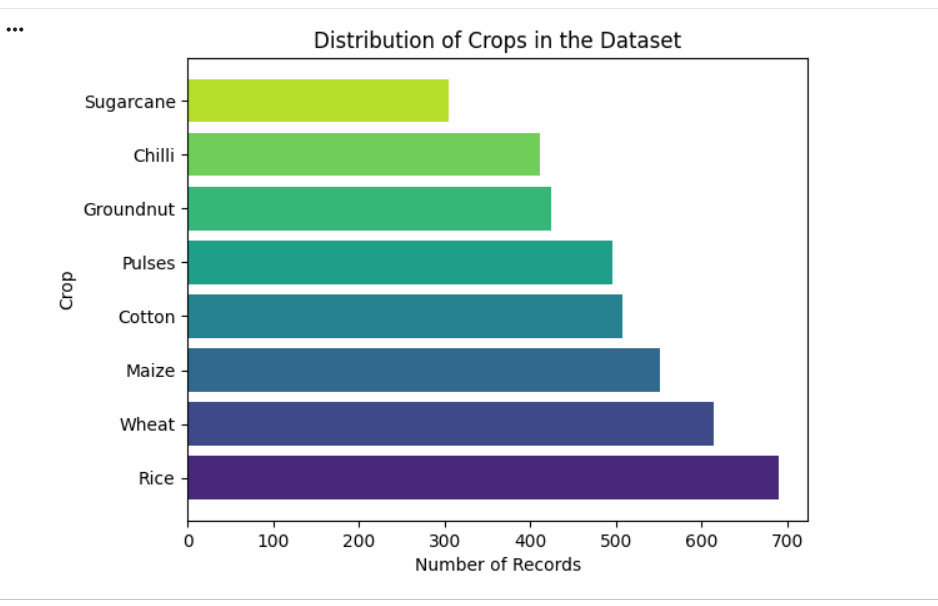 ...
Distribution of Crops in the Dataset
Crop
Sugarcane
Chilli
Groundnut
Pulses
Cotton
Maize
Wheat
Rice
0 100 200 300 400 500 600 700
Number of Records